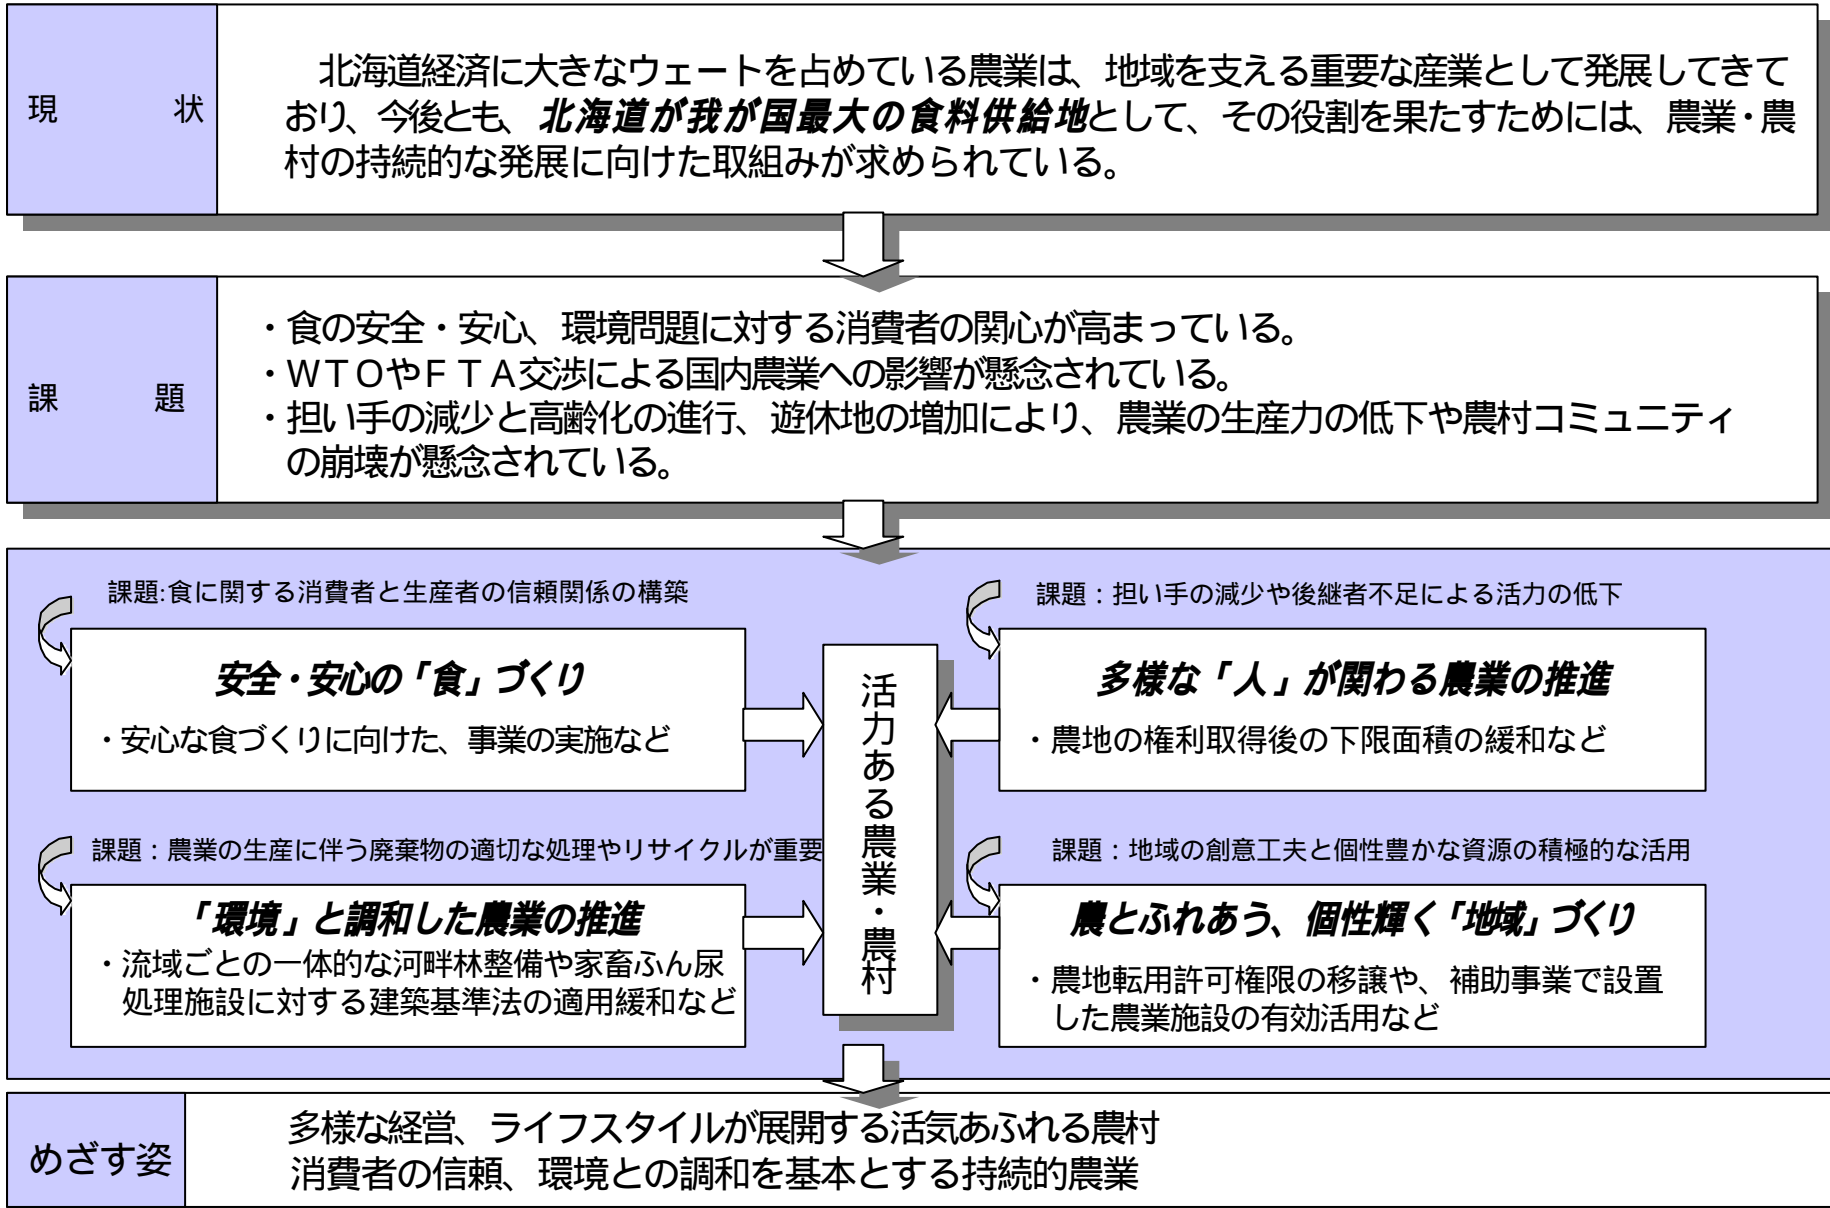 現　状
北海道経済に大きなウェートを占めている農業は、地域を支える重要な産業として発展してきて
おり、今後とも、北海道が我が国最大の食料供給地として、その役割を果たすためには、農業・農
村の持続的な発展に向けた取組みが求められている。
課　題
・食の安全・安心、環境問題に対する消費者の関心が高まっている。
・ＷＴＯやＦＴＡ交渉による国内農業への影響が懸念されている。
・担い手の減少と高齢化の進行、遊休地の増加により、農業の生産力の低下や農村コミュニティ
の崩壊が懸念されている。
課題:食に関する消費者と生産者の信頼関係の構築
安全・安心の「食」づくり
・安心な食づくりに向けた、事業の実施など
課題：農業の生産に伴う廃棄物の適切な処理やリサイクルが重要
「環境」と調和した農業の推進
・流域ごとの一体的な河畔林整備や家畜ふん尿
処理施設に対する建築基準法の適用緩和など
活力ある農業・農村
課題：担い手の減少や後継者不足による活力の低下
多様な「人」が関わる農業の推進
・農地の権利取得後の下限面積の緩和など
課題：地域の創意工夫と個性豊かな資源の積極的な活用
農とふれあう、個性輝く「地域」づくり
・農地転用許可権限の移譲や、補助事業で設置
した農業施設の有効活用など
めざす姿
多様な経営、ライフスタイルが展開する活気あふれる農村
消費者の信頼、環境との調和を基本とする持続的農業